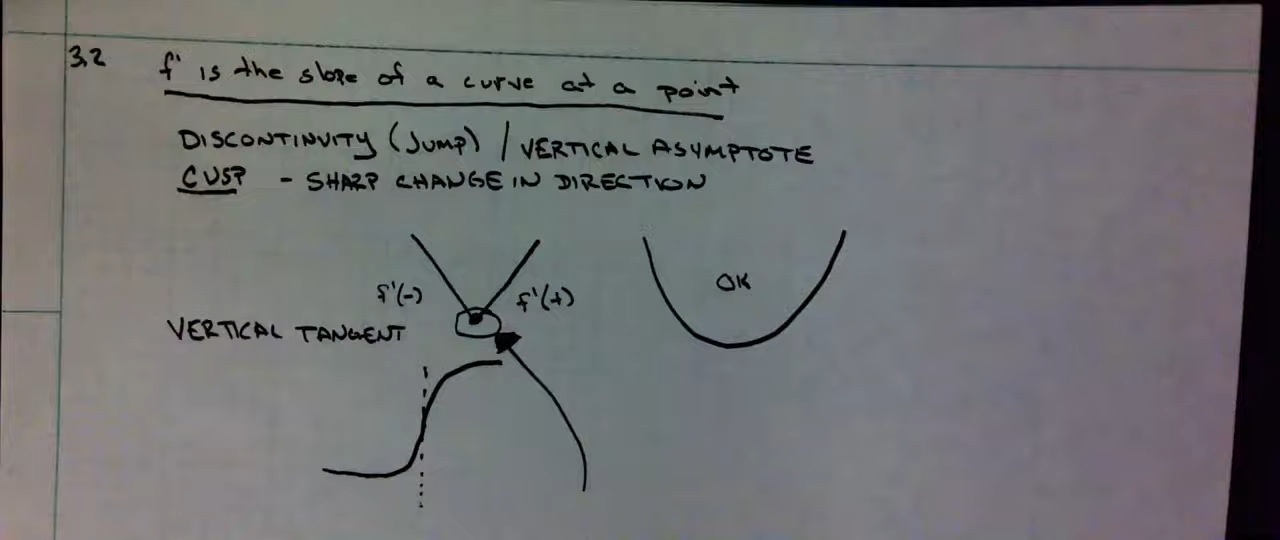 3.2 f' is the slope of a curve at a point
DISCONTINUITY (JUMP) / VERTICAL ASYMPTOTE
CUSP - SHARP CHANGE IN DIRECTION
f'(-) f'(+) OK
VERTICAL TANGENT